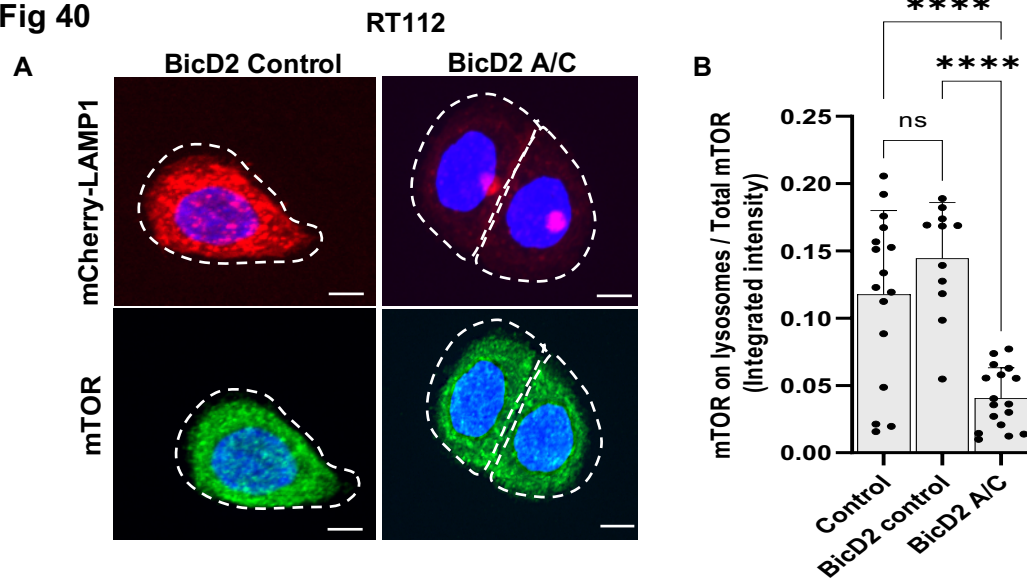 Fig 40
RT112
A
BicD2 Control
BicD2 A/C
mCherry-LAMP1
mTOR
B
****
****
ns
mTOR on lysosomes / Total mTOR
(Integrated intensity)
0.25
0.20
0.15
0.10
0.05
0.00
Control
BicD2 control
BicD2 A/C